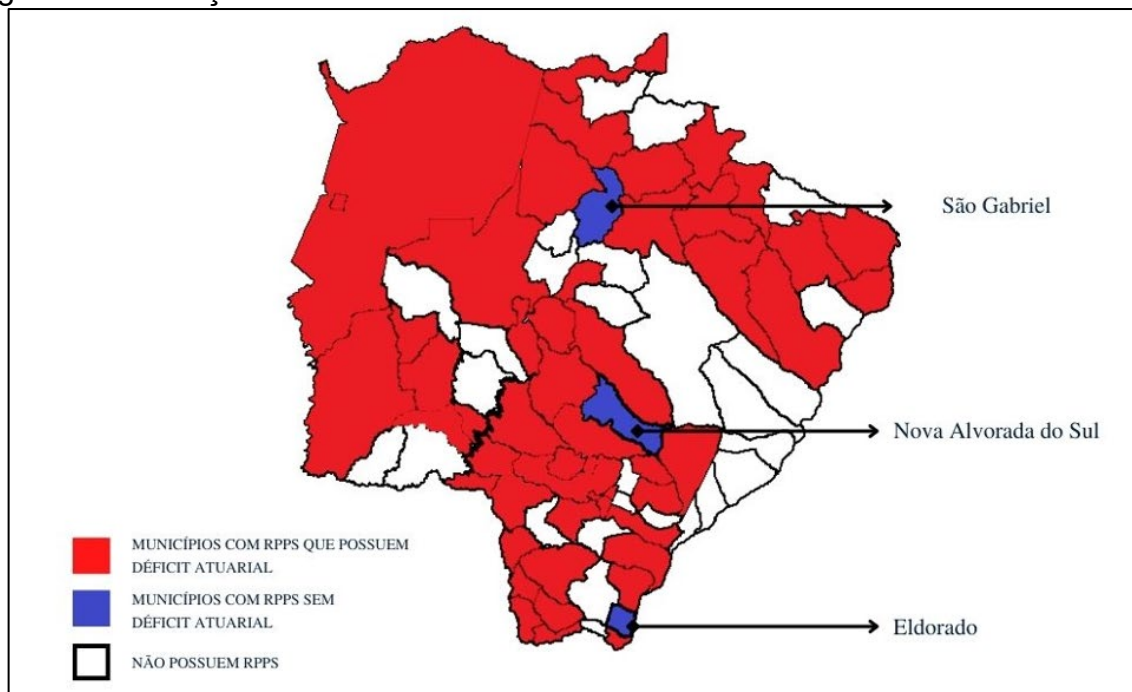 São Gabriel
Nova Alvorada do Sul
Eldorado
MUNICÍPIOS COM RPPS QUE POSSUEM
DÉFICIT ATUARIAL
MUNICÍPIOS COM RPPS SEM
DÉFICIT ATUARIAL
NÃO POSSUEM RPPS